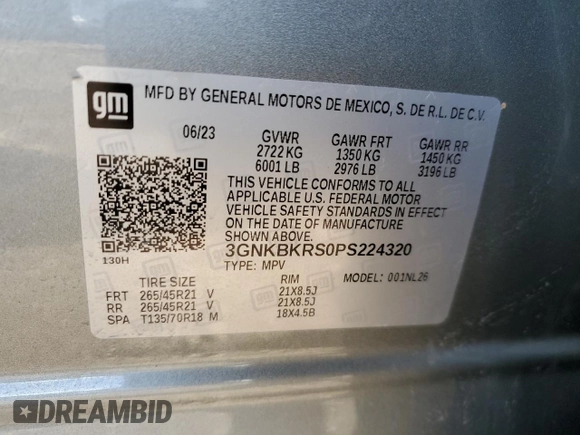 gm MFD BY GENERAL MOTORS DE MEXICO, S. DE R.L. DE C.V.
06/23 GVWR GAWR FRT GAWR RR
2722 KG 1350 KG 1450 KG
6001 LB 2976 LB 3196 LB
THIS VEHICLE CONFORMS TO ALL
APPLICABLE U.S. FEDERAL MOTOR
VEHICLE SAFETY STANDARDS IN EFFECT
ON THE DATE OF MANUFACTURE
SHOWN ABOVE.
130H 3GNKBKRS0PS224320
TYPE: MPV MODEL: 001NL26
TIRE SIZE RIM
FRT 265/45R21 V 21X8.5J
RR 265/45R21 V 21X8.5J
SPA T135/70R18 M 18X4.5B
DREAMBID